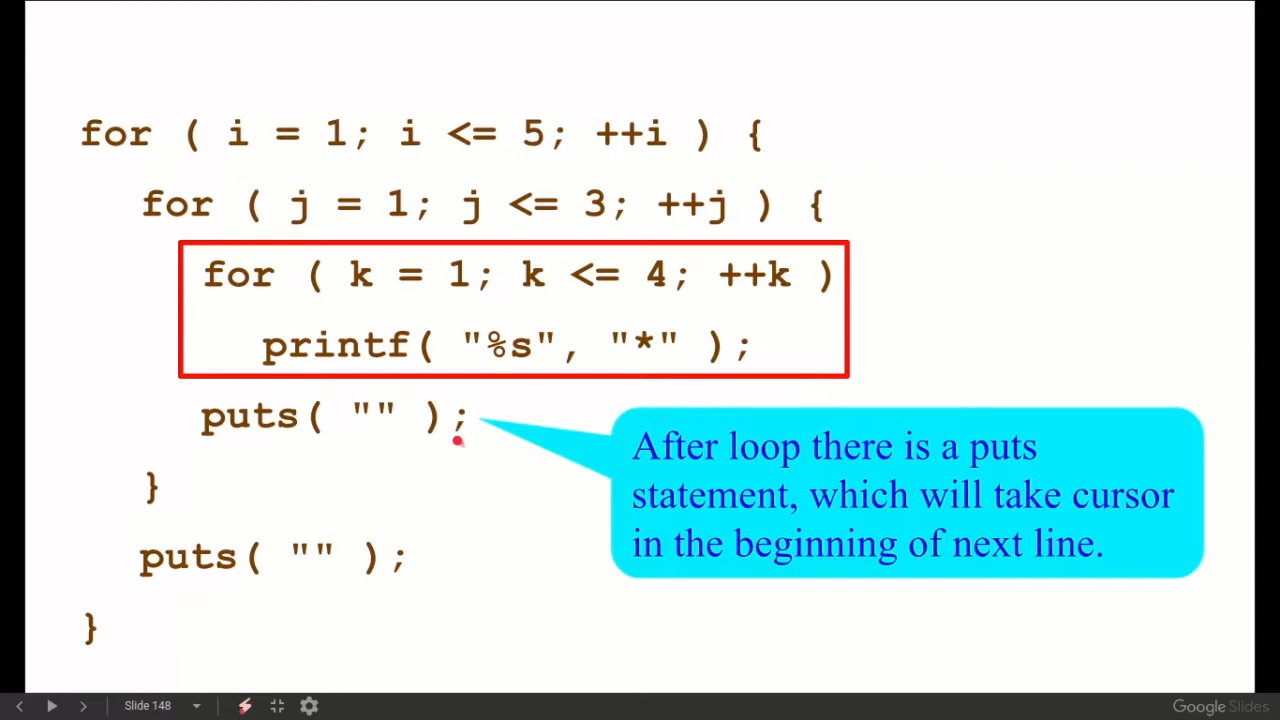 for ( i = 1; i <= 5; ++i ) {
for ( j = 1; j <= 3; ++j ) {
for ( k = 1; k <= 4; ++k )
printf( "%s", "*" );
puts( "" );
After loop there is a puts
statement, which will take cursor
in the beginning of next line.
}
puts( "" );
}
Slide 148
Google Slides